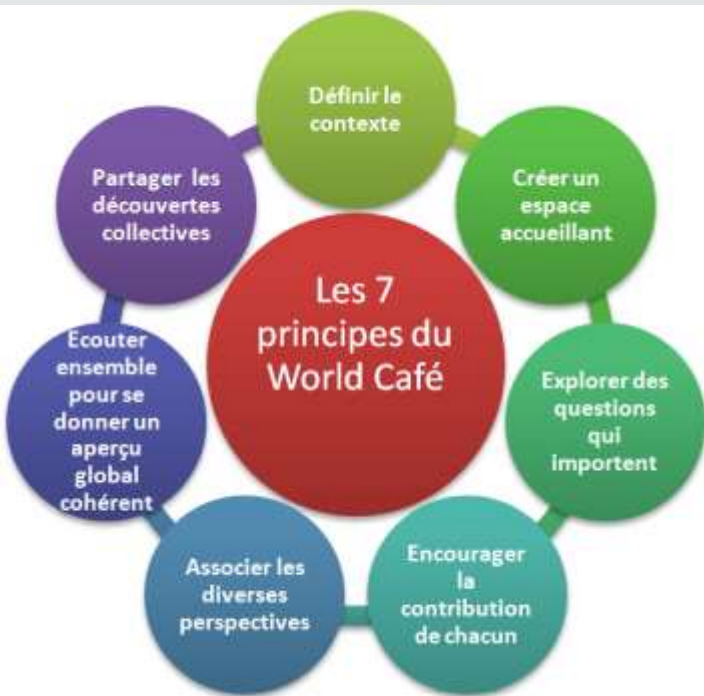 Les 7
principes du
World Café
Définir le
contexte
Créer un
espace
accueillant
Explorer des
questions
qui
importent
Encourager
la
contribution
de chacun
Associer les
diverses
perspectives
Ecouter
ensemble
pour se
donner un
aperçu
global
cohérent
Partager les
découvertes
collectives